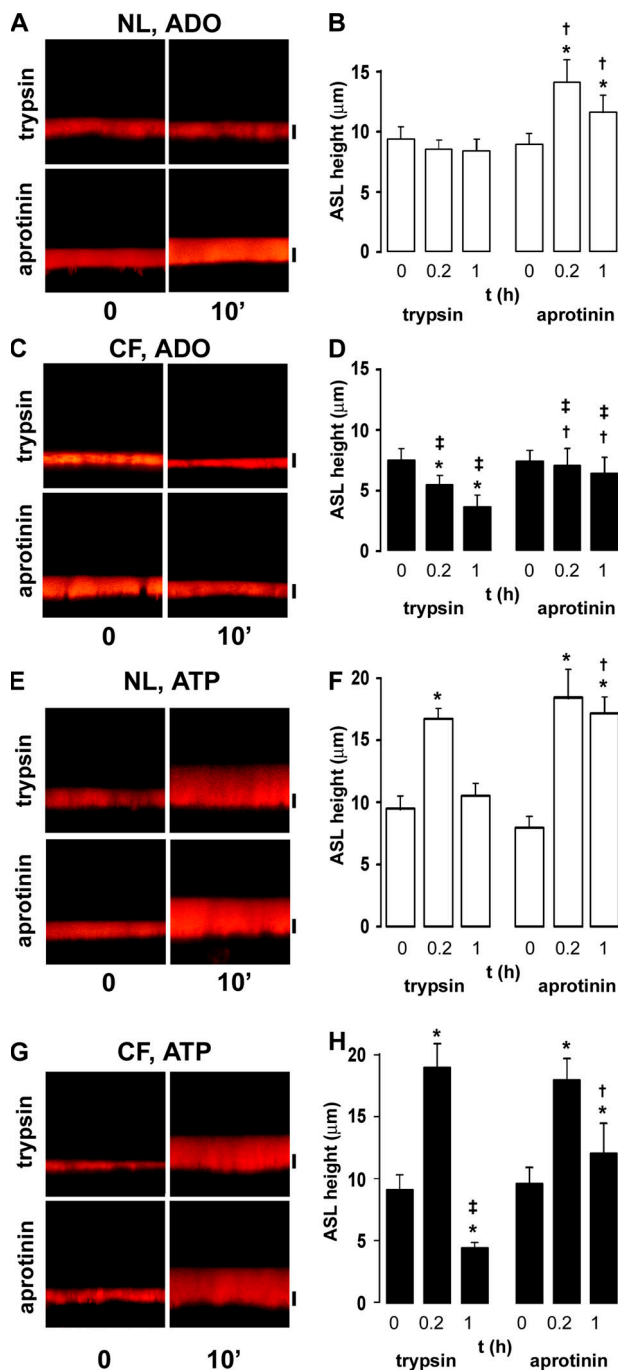 A NL, ADO
trypsin
aprotinin
0 10’
B
†
* †
*
15
10
5
0
ASL height (µm)
0 0.2 1 0 0.2 1
t (h)
trypsin aprotinin
C CF, ADO
trypsin
aprotinin
0 10’
D
15
10
5
0
ASL height (µm)
‡ ‡
‡ † †
* ‡
*
0 0.2 1 0 0.2 1
t (h)
trypsin aprotinin
E NL, ATP
trypsin
aprotinin
0 10’
F
20
15
10
5
0
ASL height (µm)
* †
* *
0 0.2 1 0 0.2 1
t (h)
trypsin aprotinin
G CF, ATP
trypsin
aprotinin
0 10’
H
20
15
10
5
0
ASL height (µm)
* *
†
*
‡
*
0 0.2 1 0 0.2 1
t (h)
trypsin aprotinin